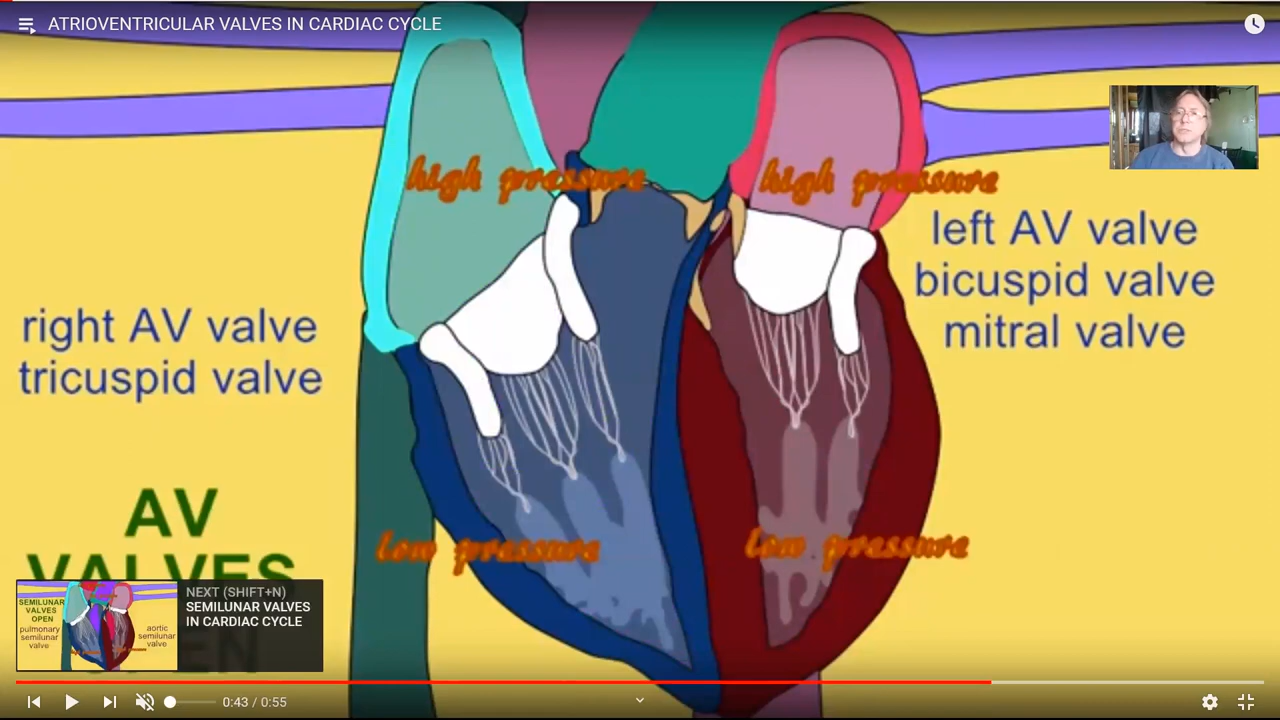 ATRIOVENTRICULAR VALVES IN CARDIAC CYCLE
high pressure
high pressure
left AV valve
bicuspid valve
mitral valve
right AV valve
tricuspid valve
AV
VALVES
low pressure
low pressure
NEXT (SHIFT+N)
SEMILUNAR VALVES
IN CARDIAC CYCLE
SEMILUNAR
VALVES
OPEN
pulmonary
semilunar
valve
aortic
semilunar
valve
0:43 / 0:55